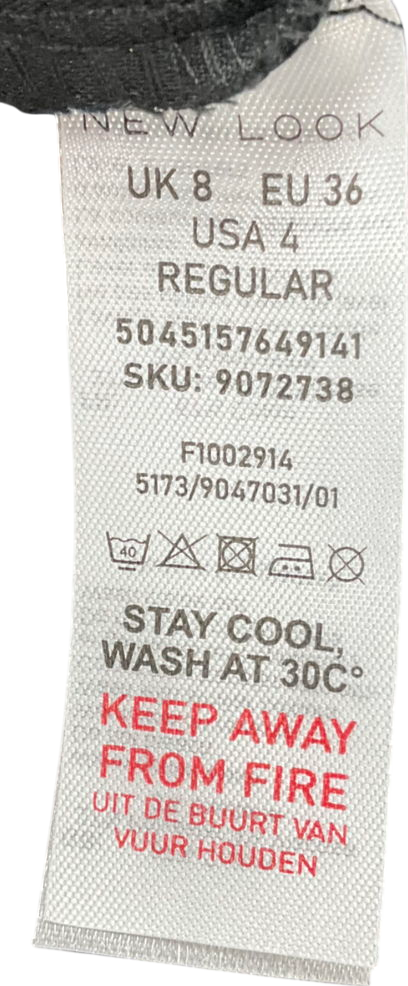 NEW LOOK
UK 8 EU 36
USA 4
REGULAR
5045157649141
SKU: 9072738
F1002914
5173/9047031/01
40
STAY COOL,
WASH AT 30C°
KEEP AWAY
FROM FIRE
UIT DE BUURT VAN
VUUR HOUDEN